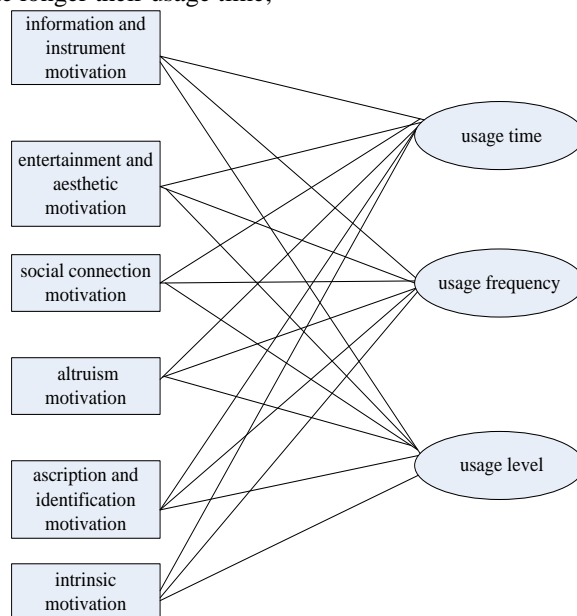 longer their usage time;
information and
instrument
motivation
entertainment and
aesthetic
motivation
social connection
motivation
altruism
motivation
ascription and
identification
motivation
intrinsic
motivation
usage time
usage frequency
usage level